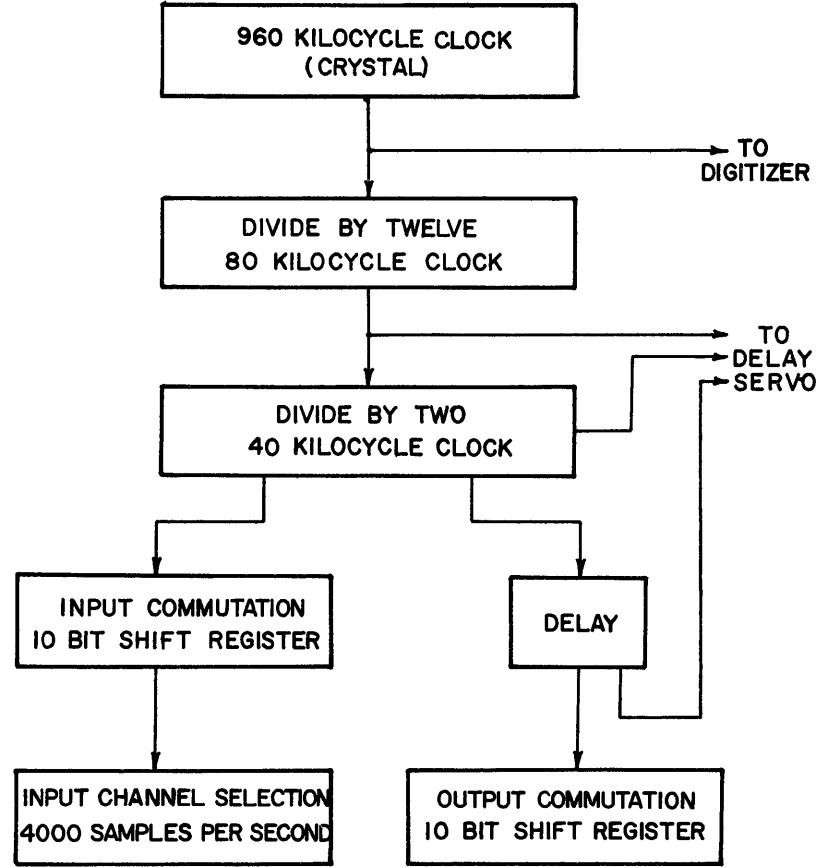 960 KILOCYCLE CLOCK
(CRYSTAL)
TO
DIGITIZER
DIVIDE BY TWELVE
80 KILOCYCLE CLOCK
TO
DELAY
SERVO
DIVIDE BY TWO
40 KILOCYCLE CLOCK
INPUT COMMUTATION
10 BIT SHIFT REGISTER
DELAY
INPUT CHANNEL SELECTION
4000 SAMPLES PER SECOND
OUTPUT COMMUTATION
10 BIT SHIFT REGISTER